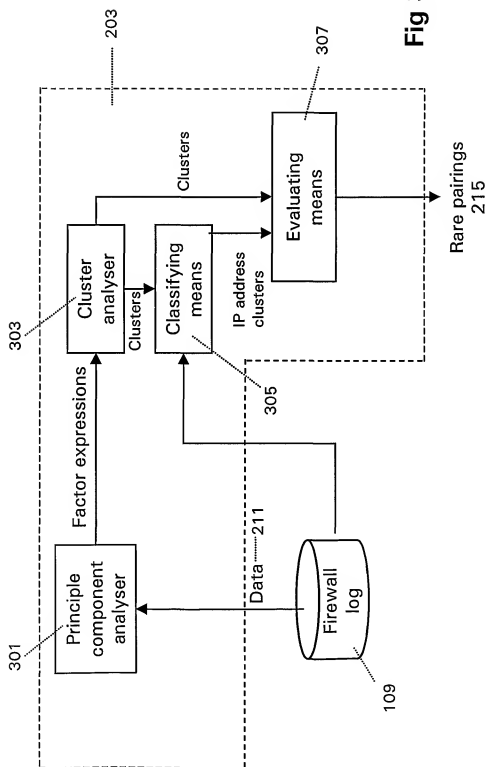 301
Principle
component
analyser
Factor expressions
303
Cluster
analyser
203
Clusters
Clusters
Classifying
means
305
IP address
clusters
307
Evaluating
means
Data
211
Firewall
log
109
Rare pairings
215
Fig